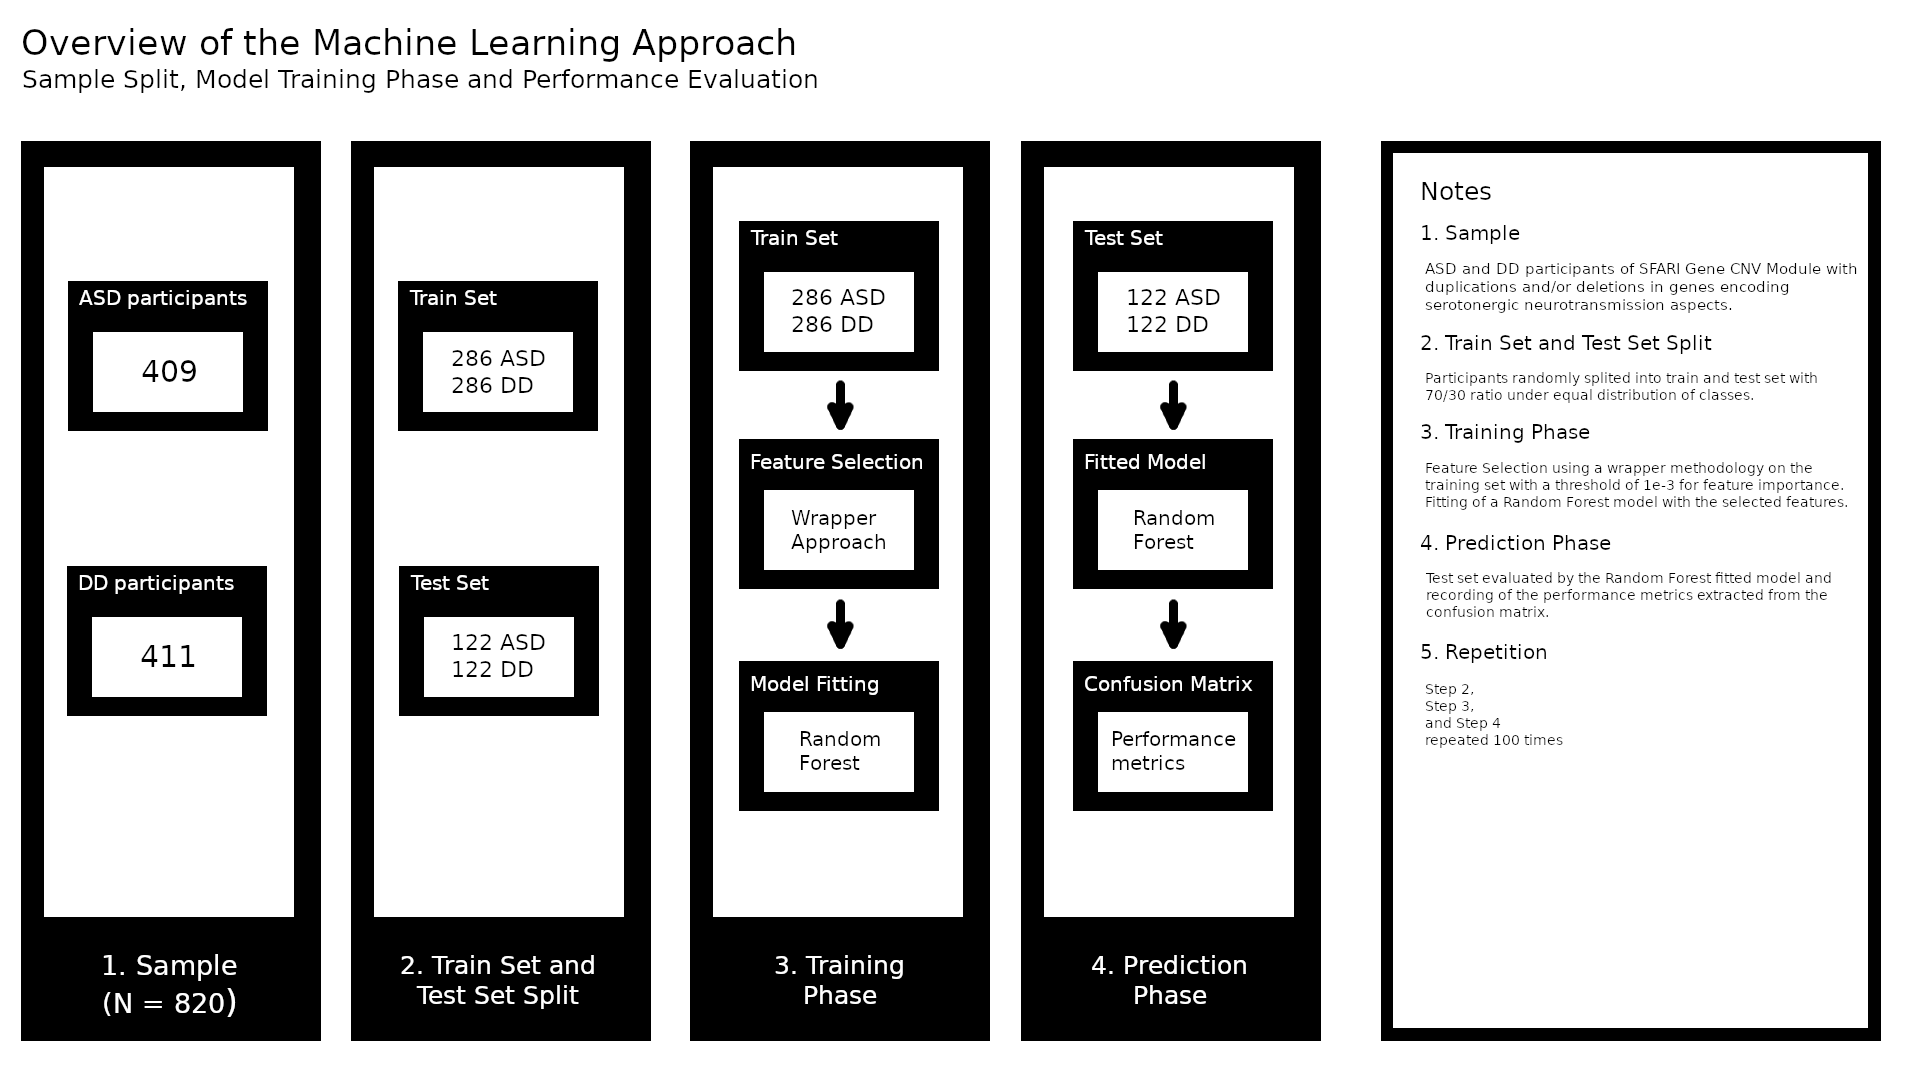 Overview of the Machine Learning Approach
Sample Split, Model Training Phase and Performance Evaluation
ASD participants
409
DD participants
411
1. Sample
(N = 820)
Train Set
286 ASD
286 DD
Test Set
122 ASD
122 DD
2. Train Set and
Test Set Split
Train Set
286 ASD
286 DD
Feature Selection
Wrapper
Approach
Model Fitting
Random
Forest
3. Training
Phase
Test Set
122 ASD
122 DD
Fitted Model
Random
Forest
Confusion Matrix
Performance
metrics
4. Prediction
Phase
Notes
1. Sample
ASD and DD participants of SFARI Gene CNV Module with
duplications and/or deletions in genes encoding
serotonergic neurotransmission aspects.
2. Train Set and Test Set Split
Participants randomly splited into train and test set with
70/30 ratio under equal distribution of classes.
3. Training Phase
Feature Selection using a wrapper methodology on the
training set with a threshold of 1e-3 for feature importance.
Fitting of a Random Forest model with the selected features.
4. Prediction Phase
Test set evaluated by the Random Forest fitted model and
recording of the performance metrics extracted from the
confusion matrix.
5. Repetition
Step 2,
Step 3,
and Step 4
repeated 100 times